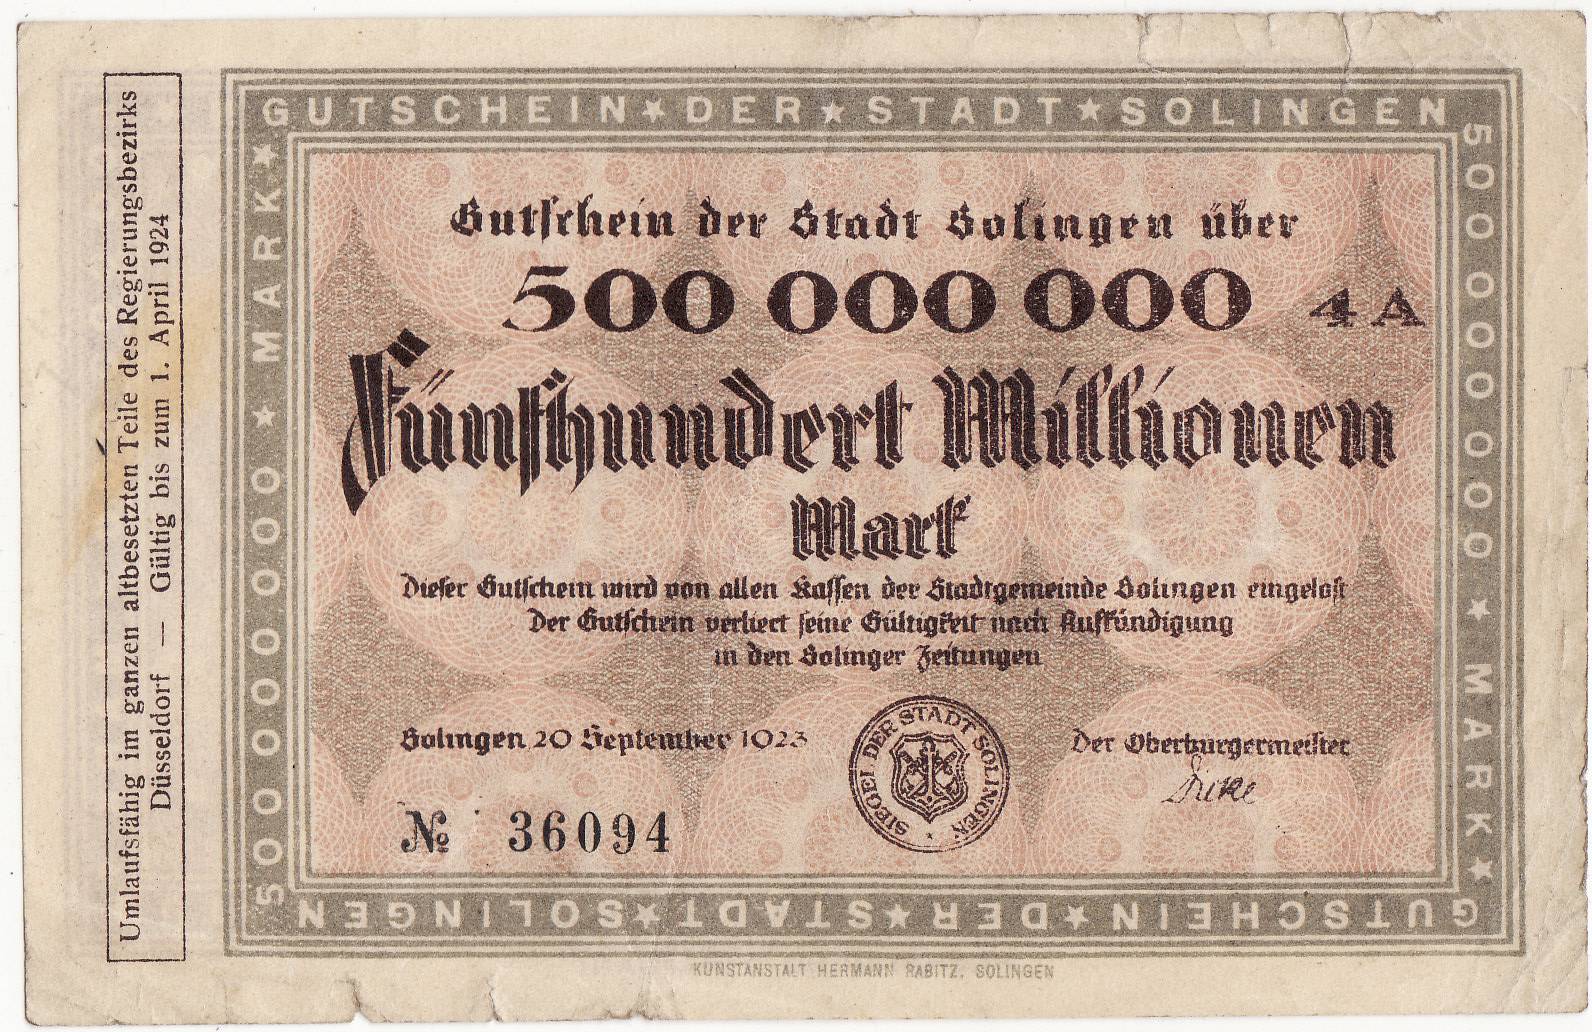 Umlaufsfähig im ganzen altbesetzten Teile des Regierungsbezirks
Düsseldorf — Gültig bis zum 1. April 1924
GUTSCHEIN ★ DER ★ STADT ★ SOLINGEN
500 000 000 ★ MARK ★
Gutschein der Stadt Solingen über
500 000 000 4 A
Fünfhundert Millionen
Mark
Dieser Gutschein wird von allen Kassen der Stadtgemeinde Solingen eingelöst
Der Gutschein verliert seine Gültigkeit nach Aufkündigung
in den Solinger Zeitungen
Solingen 20 September 1923
Der Oberbürgermeister
Dicke
SIEGEL DER STADT SOLINGEN
№ 36094
500 000 000 ★ MARK ★
GUTSCHEIN ★ DER ★ STADT ★ SOLINGEN
KUNSTANSTALT HERMANN RABITZ, SOLINGEN